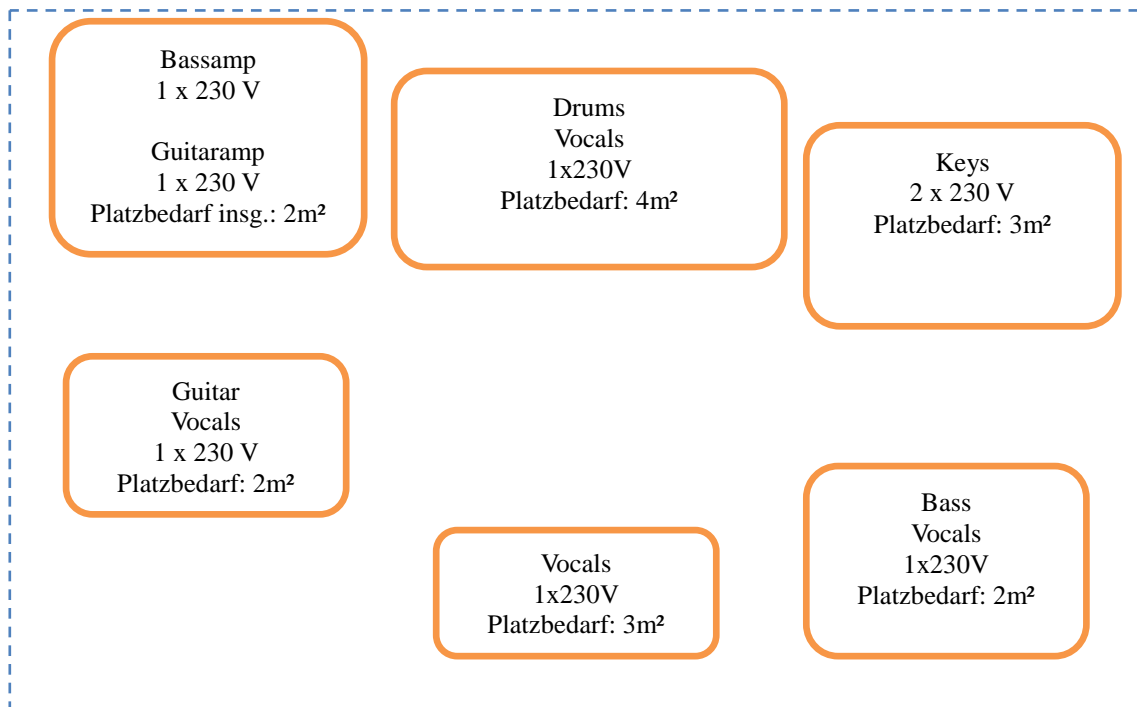 Bassamp
1 x 230 V
Guitaramp
1 x 230 V
Platzbedarf insg.: 2m²
Drums
Vocals
1x230V
Platzbedarf: 4m²
Keys
2 x 230 V
Platzbedarf: 3m²
Guitar
Vocals
1 x 230 V
Platzbedarf: 2m²
Vocals
1x230V
Platzbedarf: 3m²
Bass
Vocals
1x230V
Platzbedarf: 2m²